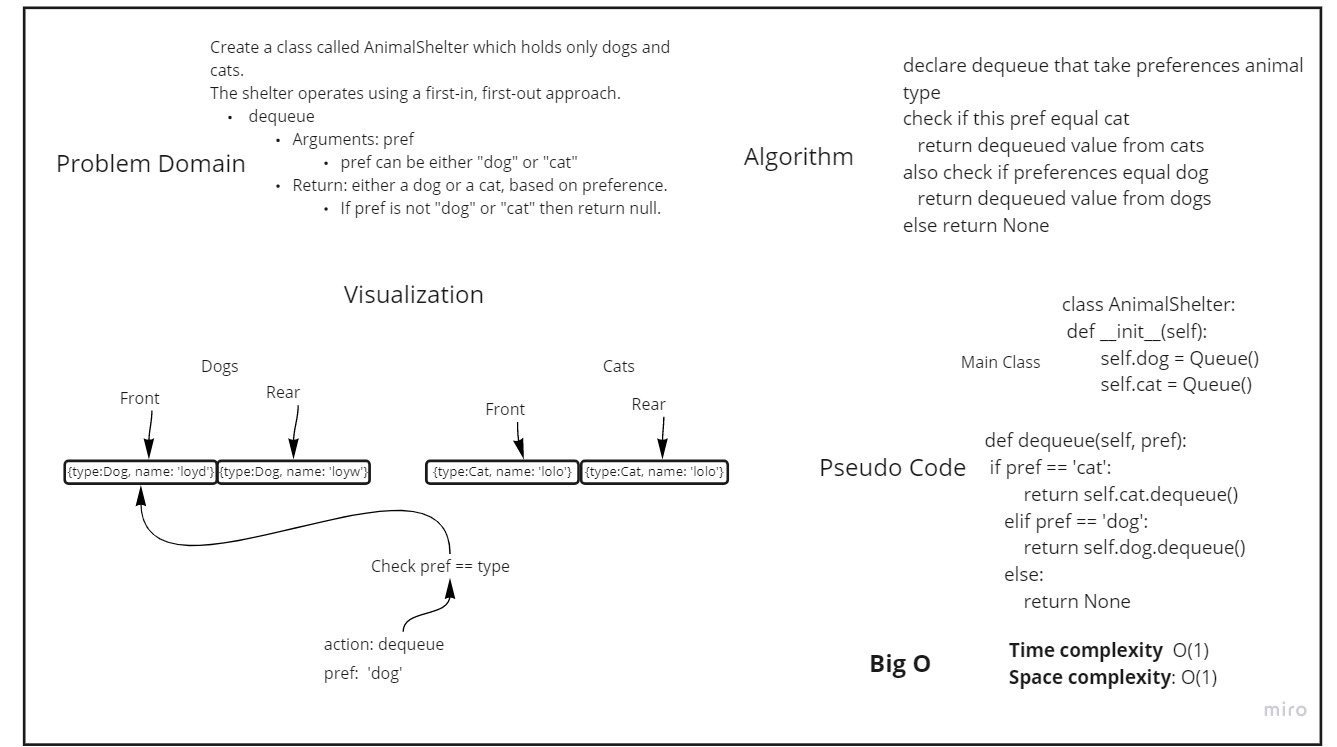 Problem Domain
Create a class called AnimalShelter which holds only dogs and
cats.
The shelter operates using a first-in, first-out approach.
• dequeue
• Arguments: pref
• pref can be either "dog" or "cat"
• Return: either a dog or a cat, based on preference.
• If pref is not "dog" or "cat" then return null.
Algorithm
declare dequeue that take preferences animal
type
check if this pref equal cat
return dequeued value from cats
also check if preferences equal dog
return dequeued value from dogs
else return None
Visualization
Dogs
Front
Rear
{type:Dog, name: 'loyd'}
{type:Dog, name: 'loyw'}
Cats
Front
Rear
{type:Cat, name: 'lolo'}
{type:Cat, name: 'lolo'}
Check pref == type
action: dequeue
pref: 'dog'
Main Class
class AnimalShelter:
def __init__(self):
self.dog = Queue()
self.cat = Queue()
Pseudo Code
def dequeue(self, pref):
if pref == 'cat':
return self.cat.dequeue()
elif pref == 'dog':
return self.dog.dequeue()
else:
return None
Big O
Time complexity O(1)
Space complexity: O(1)
miro